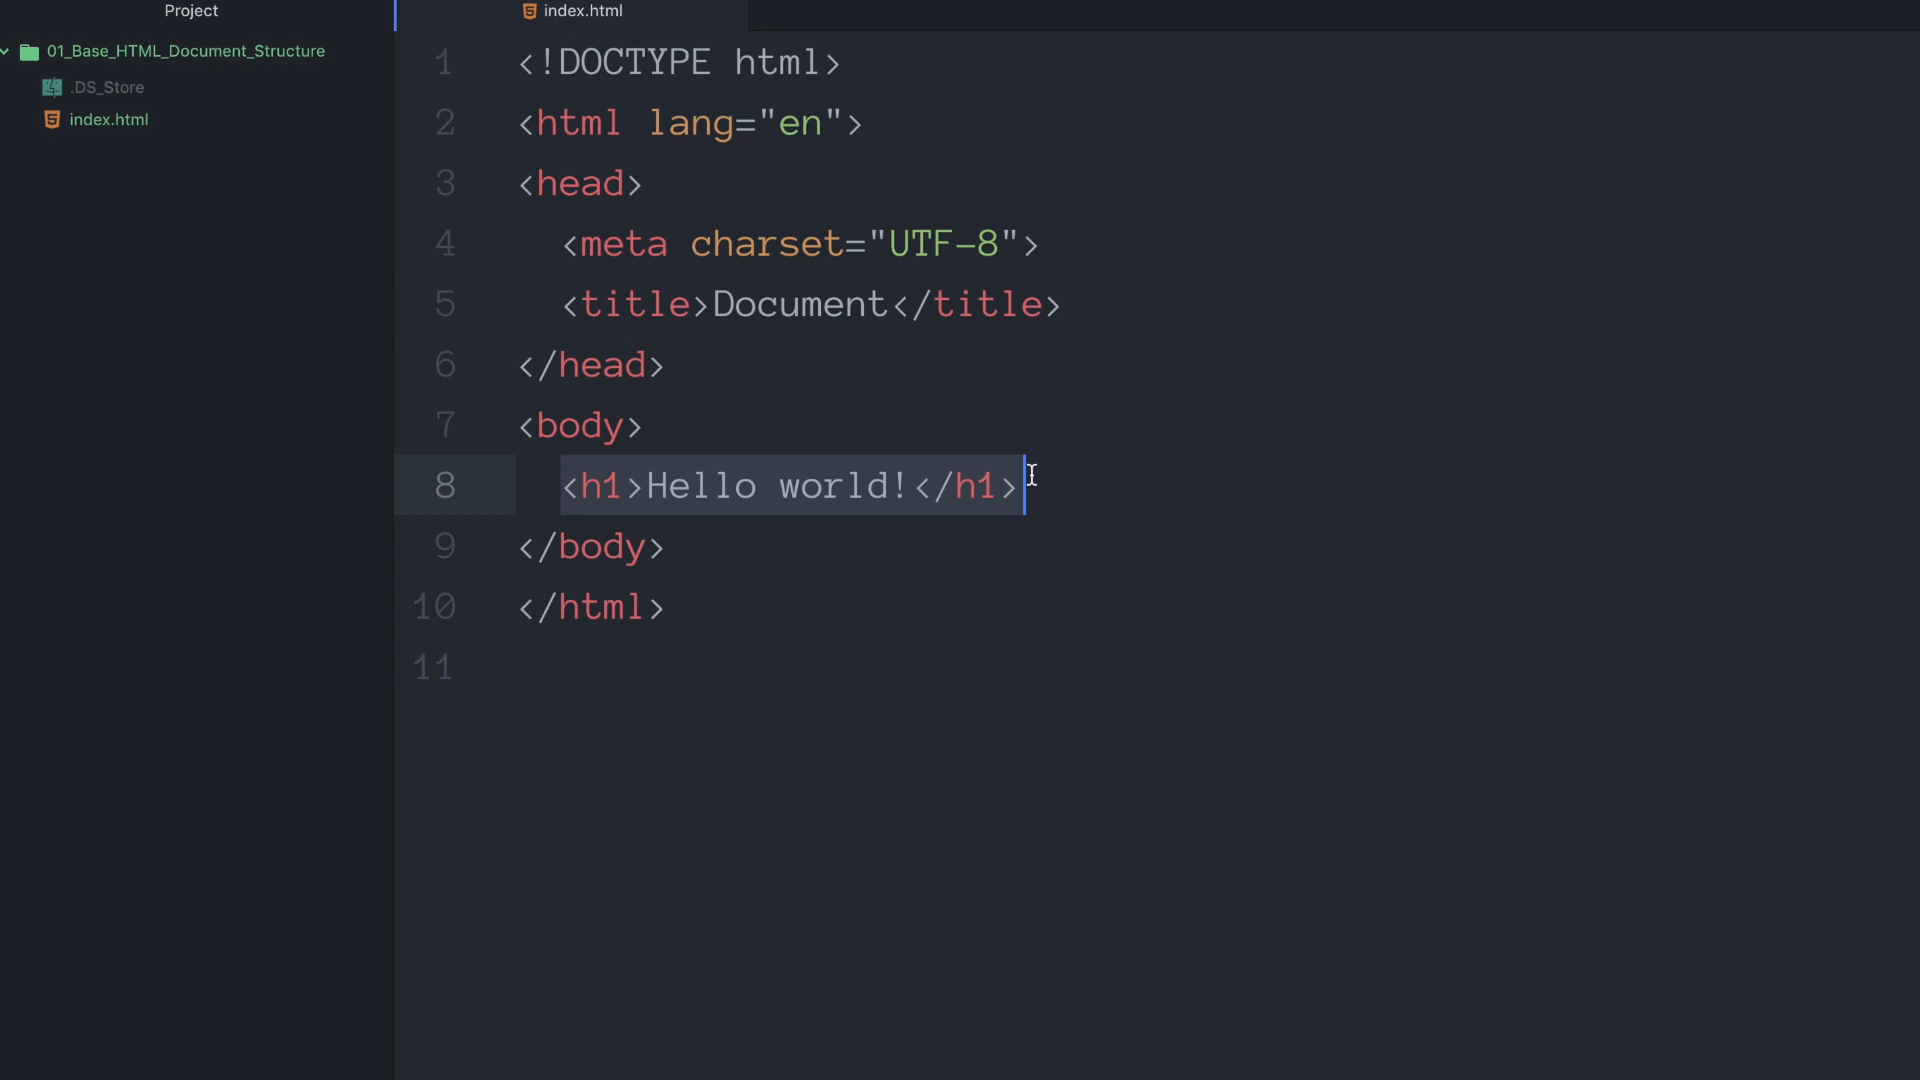 Project
01_Base_HTML_Document_Structure
.DS_Store
index.html
index.html
1 <!DOCTYPE html>
2 <html lang="en">
3 <head>
4   <meta charset="UTF-8">
5   <title>Document</title>
6 </head>
7 <body>
8   <h1>Hello world!</h1>
9 </body>
10 </html>
11